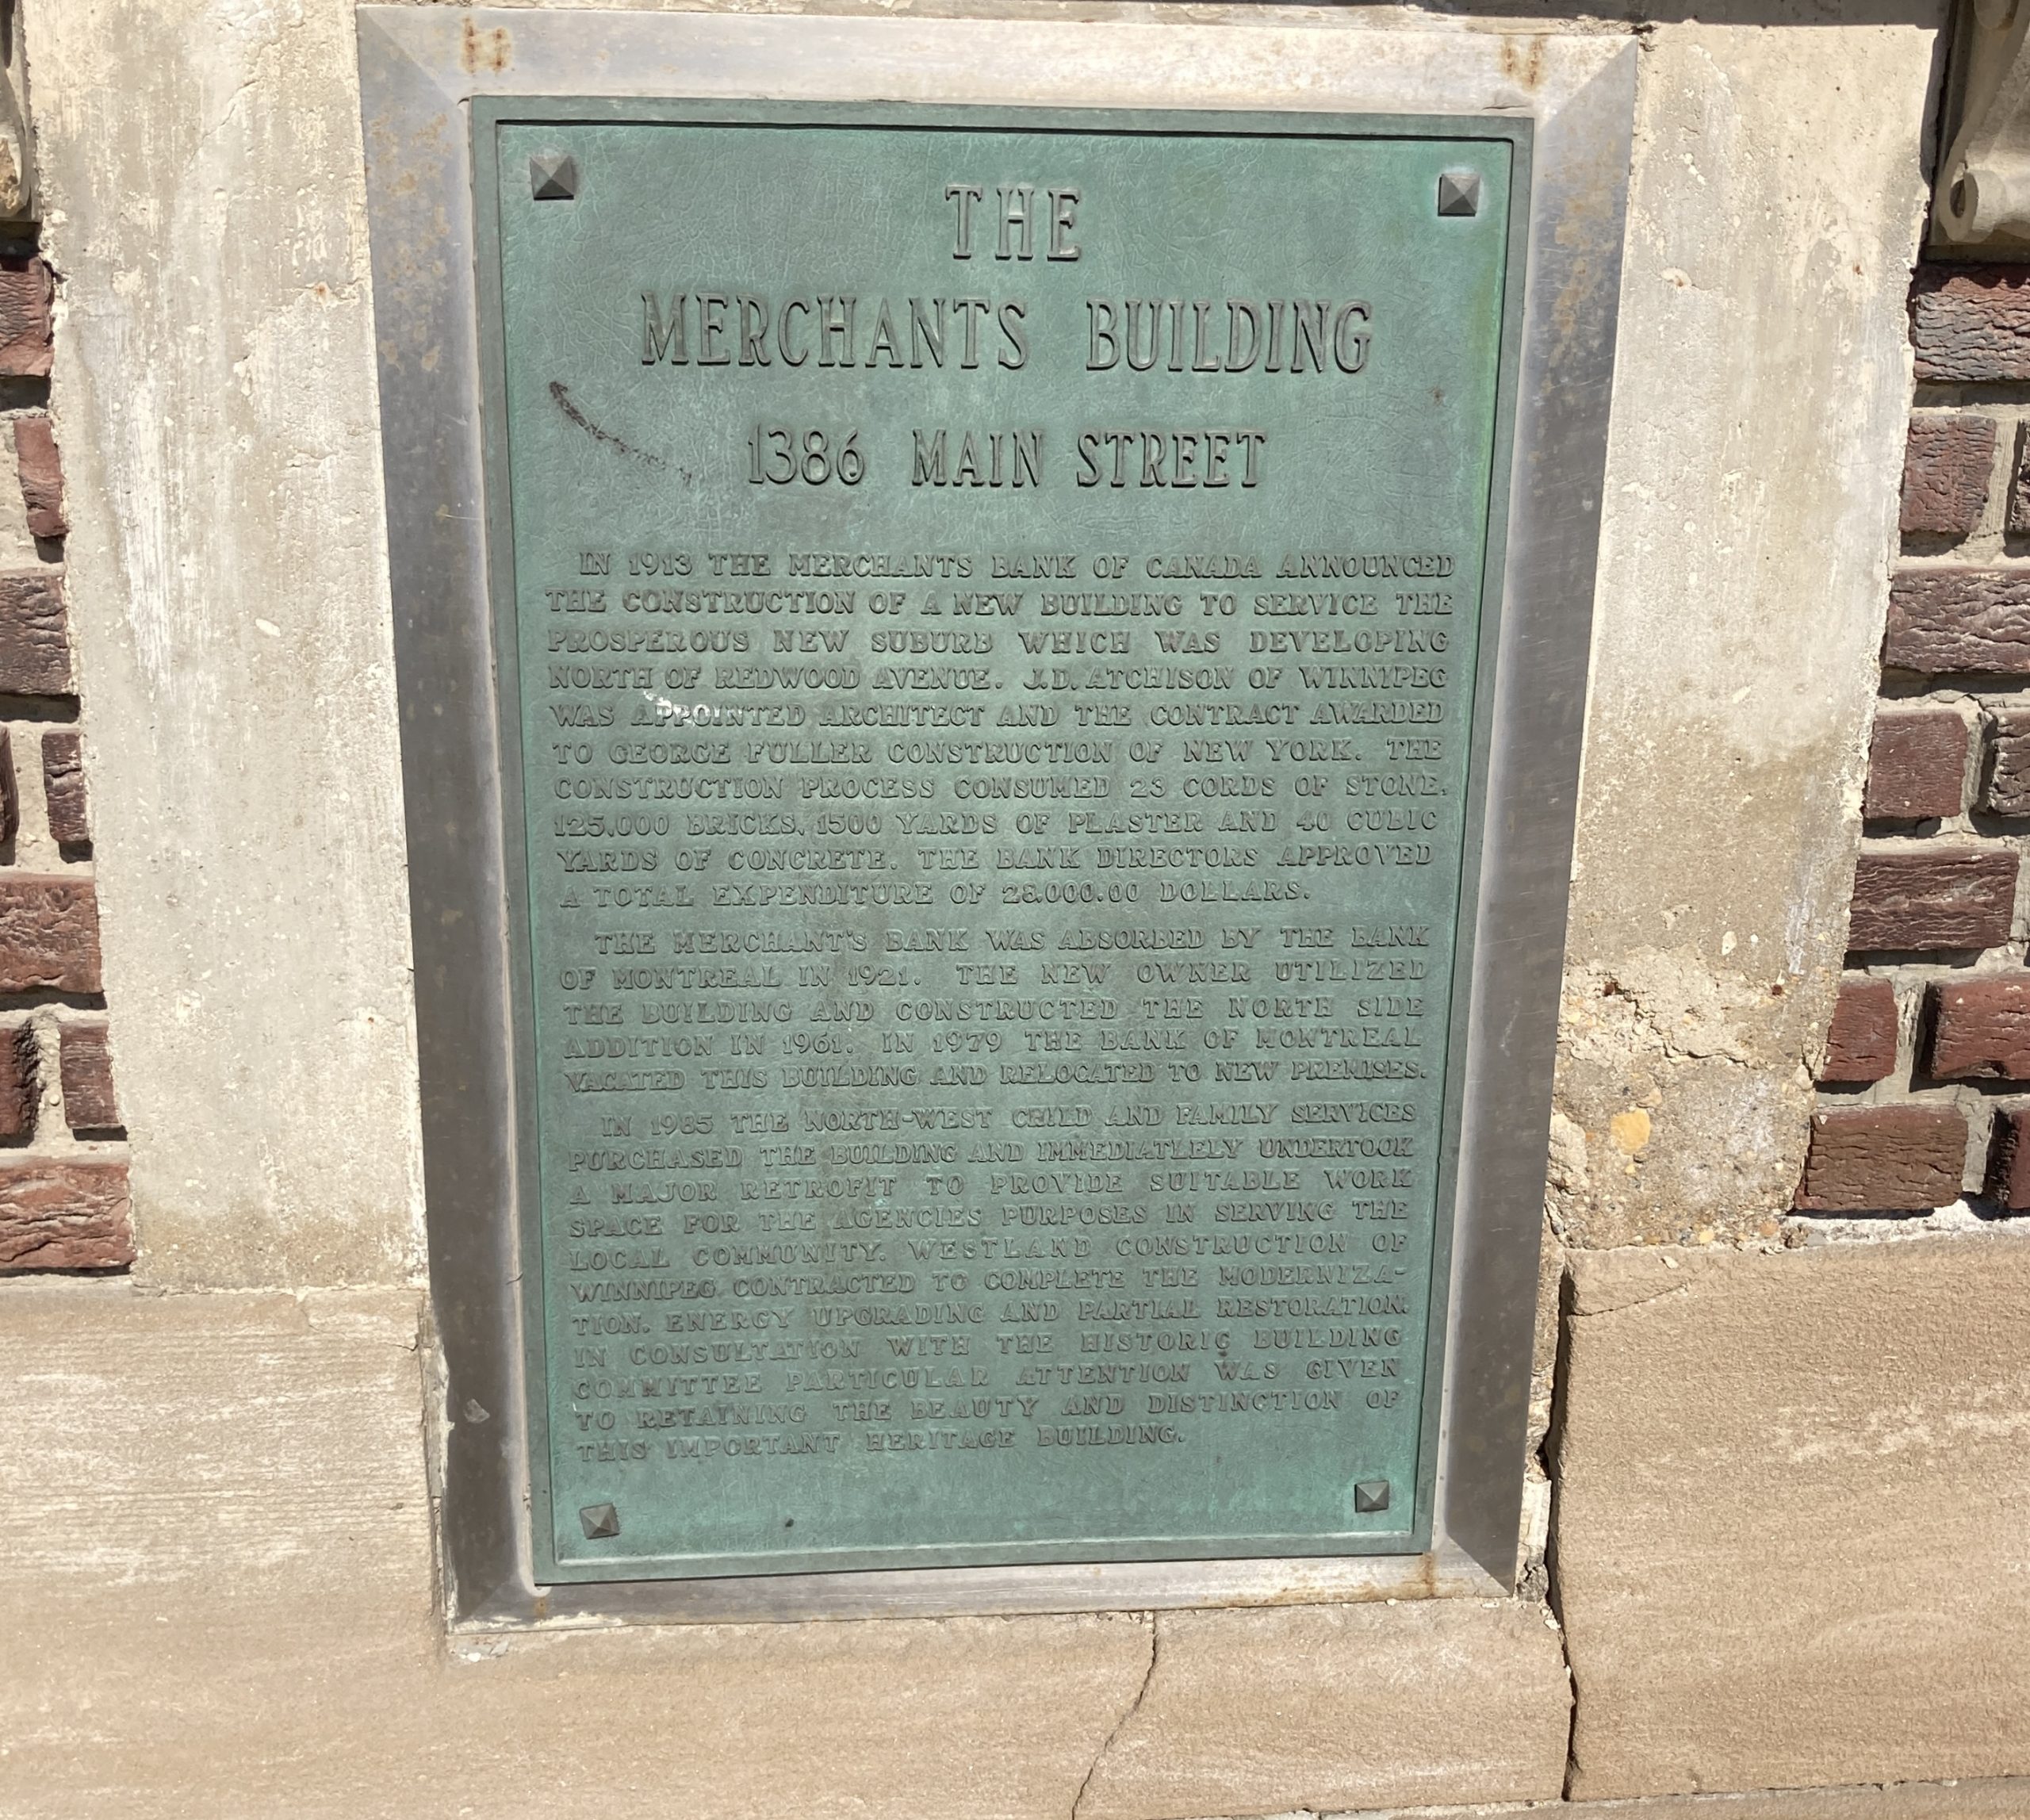 THE
MERCHANTS BUILDING
1386 MAIN STREET
IN 1913 THE MERCHANTS BANK OF CANADA ANNOUNCED
THE CONSTRUCTION OF A NEW BUILDING TO SERVICE THE
PROSPEROUS NEW SUBURB WHICH WAS DEVELOPING
NORTH OF REDWOOD AVENUE. J.D. ATCHISON OF WINNIPEG
WAS APPOINTED ARCHITECT AND THE CONTRACT AWARDED
TO GEORGE FULLER CONSTRUCTION OF NEW YORK. THE
CONSTRUCTION PROCESS CONSUMED 23 CORDS OF STONE,
125,000 BRICKS, 1500 YARDS OF PLASTER AND 40 CUBIC
YARDS OF CONCRETE. THE BANK DIRECTORS APPROVED
A TOTAL EXPENDITURE OF 28,000.00 DOLLARS.
THE MERCHANT'S BANK WAS ABSORBED BY THE BANK
OF MONTREAL IN 1921. THE NEW OWNER UTILIZED
THE BUILDING AND CONSTRUCTED THE NORTH SIDE
ADDITION IN 1961. IN 1979 THE BANK OF MONTREAL
VACATED THIS BUILDING AND RELOCATED TO NEW PREMISES.
IN 1985 THE NORTH-WEST CHILD AND FAMILY SERVICES
PURCHASED THE BUILDING AND IMMEDIATLELY UNDERTOOK
A MAJOR RETROFIT TO PROVIDE SUITABLE WORK
SPACE FOR THE AGENCIES PURPOSES IN SERVING THE
LOCAL COMMUNITY. WESTLAND CONSTRUCTION OF
WINNIPEG CONTRACTED TO COMPLETE THE MODERNIZA-
TION, ENERGY UPGRADING AND PARTIAL RESTORATION.
IN CONSULTATION WITH THE HISTORIC BUILDING
COMMITTEE PARTICULAR ATTENTION WAS GIVEN
TO RETAINING THE BEAUTY AND DISTINCTION OF
THIS IMPORTANT HERITAGE BUILDING.